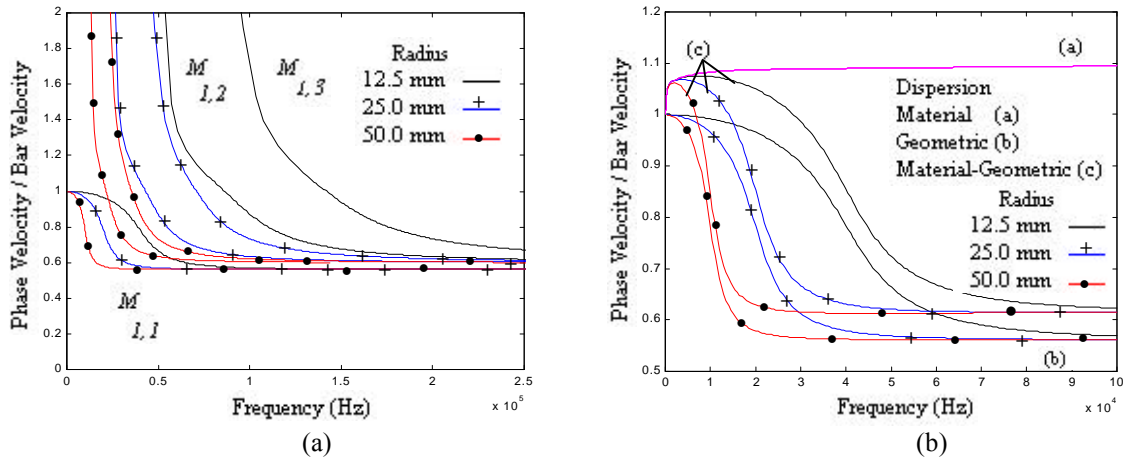 2
1.8
1.6
1.4
1.2
1
0.8
0.6
0.4
0.2
0
Phase Velocity / Bar Velocity
M
1,2
M
1,3
M
1,1
Radius
12.5 mm
25.0 mm
50.0 mm
0 0.5 1 1.5 2 2.5
Frequency (Hz)
x 10^5
(a)
1.2
1.1
1
0.9
0.8
0.7
0.6
0.5
Phase Velocity / Bar Velocity
(c)
(a)
Dispersion
Material (a)
Geometric (b)
Material-Geometric (c)
Radius
12.5 mm
25.0 mm
50.0 mm
(b)
0 1 2 3 4 5 6 7 8 9 10
Frequency (Hz)
x 10^4
(b)